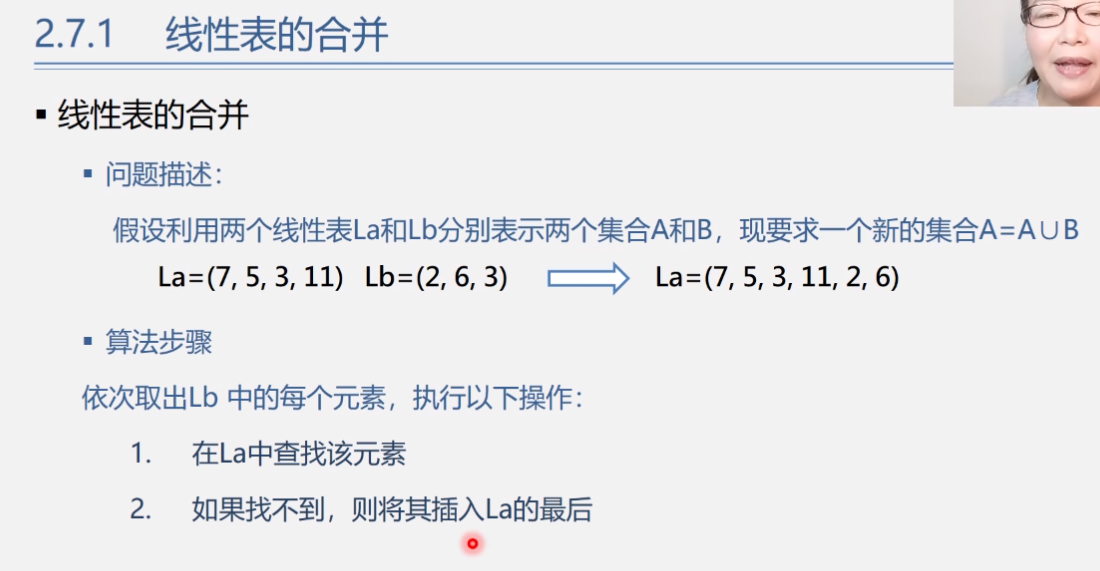 2.7.1 线性表的合并
▪ 线性表的合并
▪ 问题描述：
假设利用两个线性表La和Lb分别表示两个集合A和B，现要求一个新的集合A=A∪B
La=(7, 5, 3, 11) Lb=(2, 6, 3) La=(7, 5, 3, 11, 2, 6)
▪ 算法步骤
依次取出Lb 中的每个元素，执行以下操作：
1. 在La中查找该元素
2. 如果找不到，则将其插入La的最后